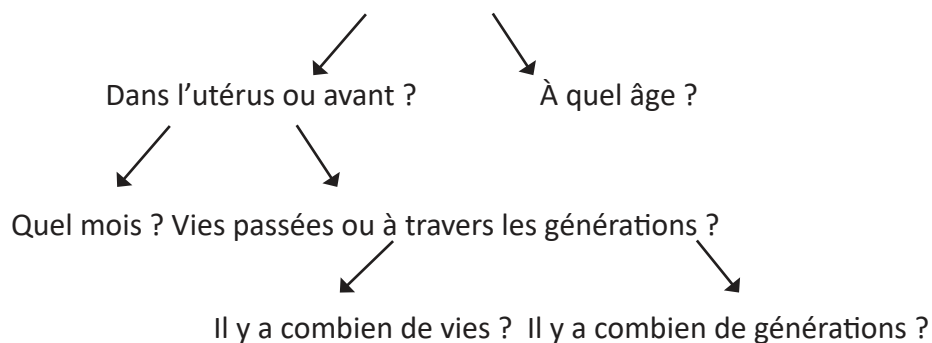 Dans l’utérus ou avant ? À quel âge ?
Quel mois ? Vies passées ou à travers les générations ?
Il y a combien de vies ? Il y a combien de générations ?